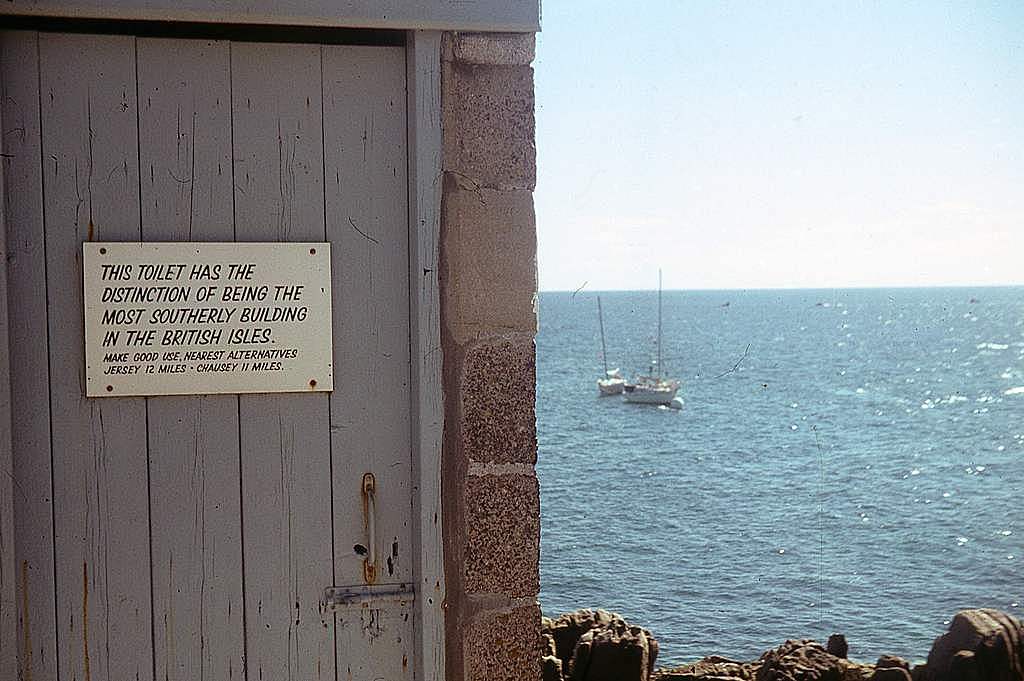 THIS TOILET HAS THE
DISTINCTION OF BEING THE
MOST SOUTHERLY BUILDING
IN THE BRITISH ISLES.
MAKE GOOD USE, NEAREST ALTERNATIVES
JERSEY 12 MILES · CHAUSEY 11 MILES.